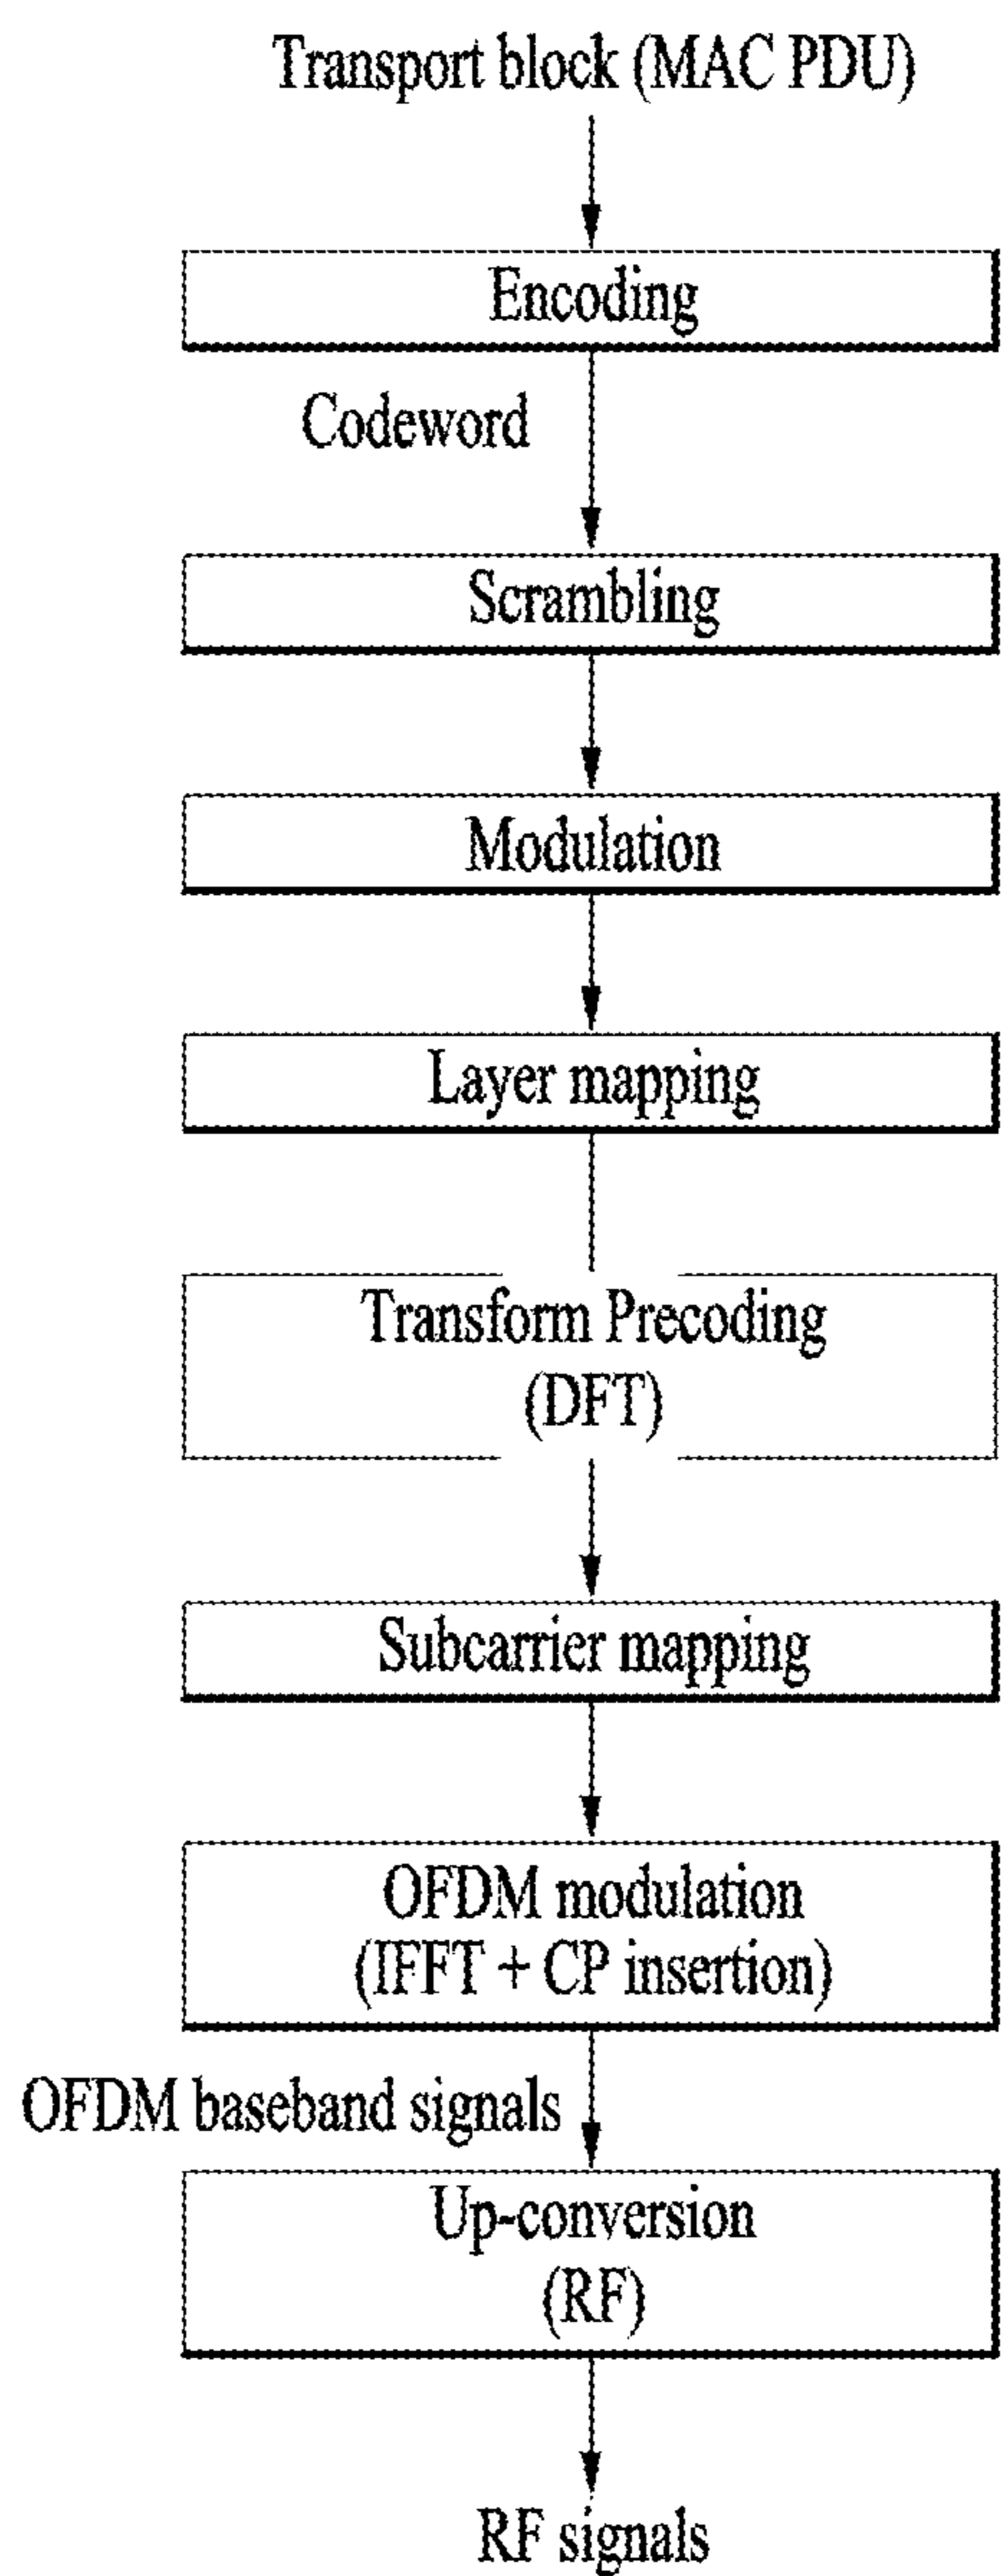 Transport block (MAC PDU)
Encoding
Codeword
Scrambling
Modulation
Layer mapping
Transform Precoding
(DFT)
Subcarrier mapping
OFDM modulation
(IFFT + CP insertion)
OFDM baseband signals
Up-conversion
(RF)
RF signals